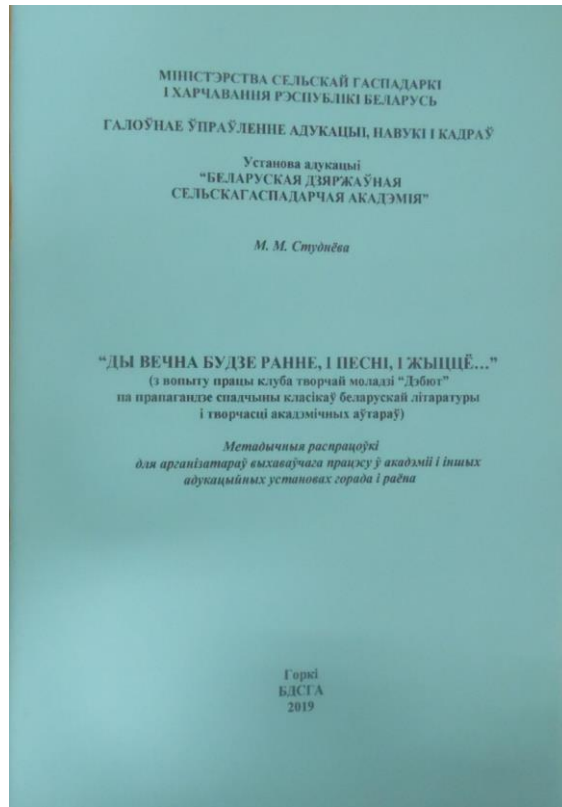 МІНІСТЭРСТВА СЕЛЬСКАЙ ГАСПАДАРКІ
І ХАРЧАВАННЯ РЭСПУБЛІКІ БЕЛАРУСЬ
ГАЛОЎНАЕ ЎПРАЎЛЕННЕ АДУКАЦЫІ, НАВУКІ І КАДРАЎ
Установа адукацыі
“БЕЛАРУСКАЯ ДЗЯРЖАЎНАЯ
СЕЛЬСКАГАСПАДАРЧАЯ АКАДЭМІЯ”
М. М. Студнёва
“ДЫ ВЕЧНА БУДЗЕ РАННЕ, І ПЕСНІ, І ЖЫЦЦЁ...”
(з вопыту працы клуба творчай моладзі “Дэбют”
па прапагандзе спадчыны класікаў беларускай літаратуры
і творчасці акадэмічных аўтараў)
Метадычныя распрацоўкі
для арганізатараў выхаваўчага працэсу ў акадэміі і іншых
адукацыйных установах горада і раёна
Горкі
БДСГА
2019